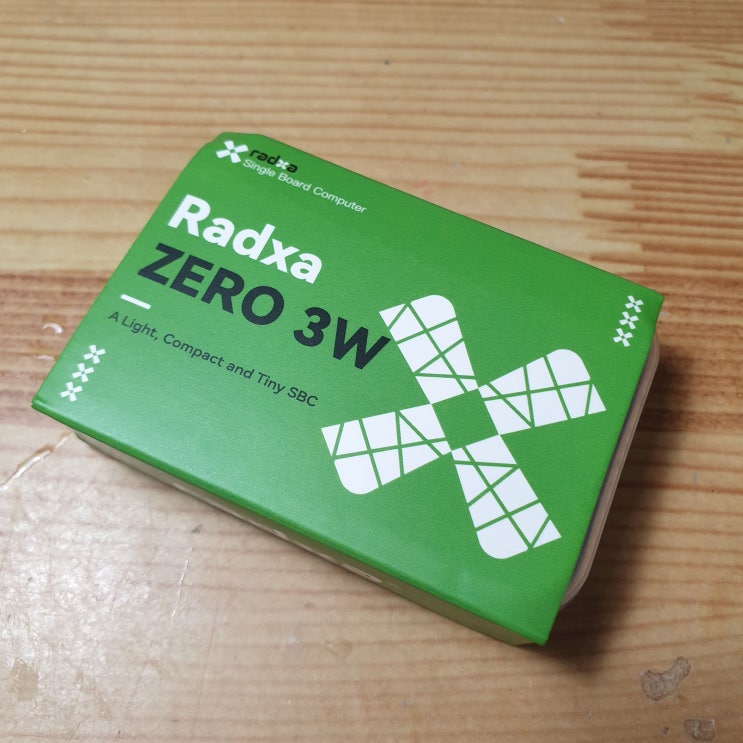 radxa
Single Board Computer
Radxa
ZERO 3W
A Light, Compact and Tiny SBC